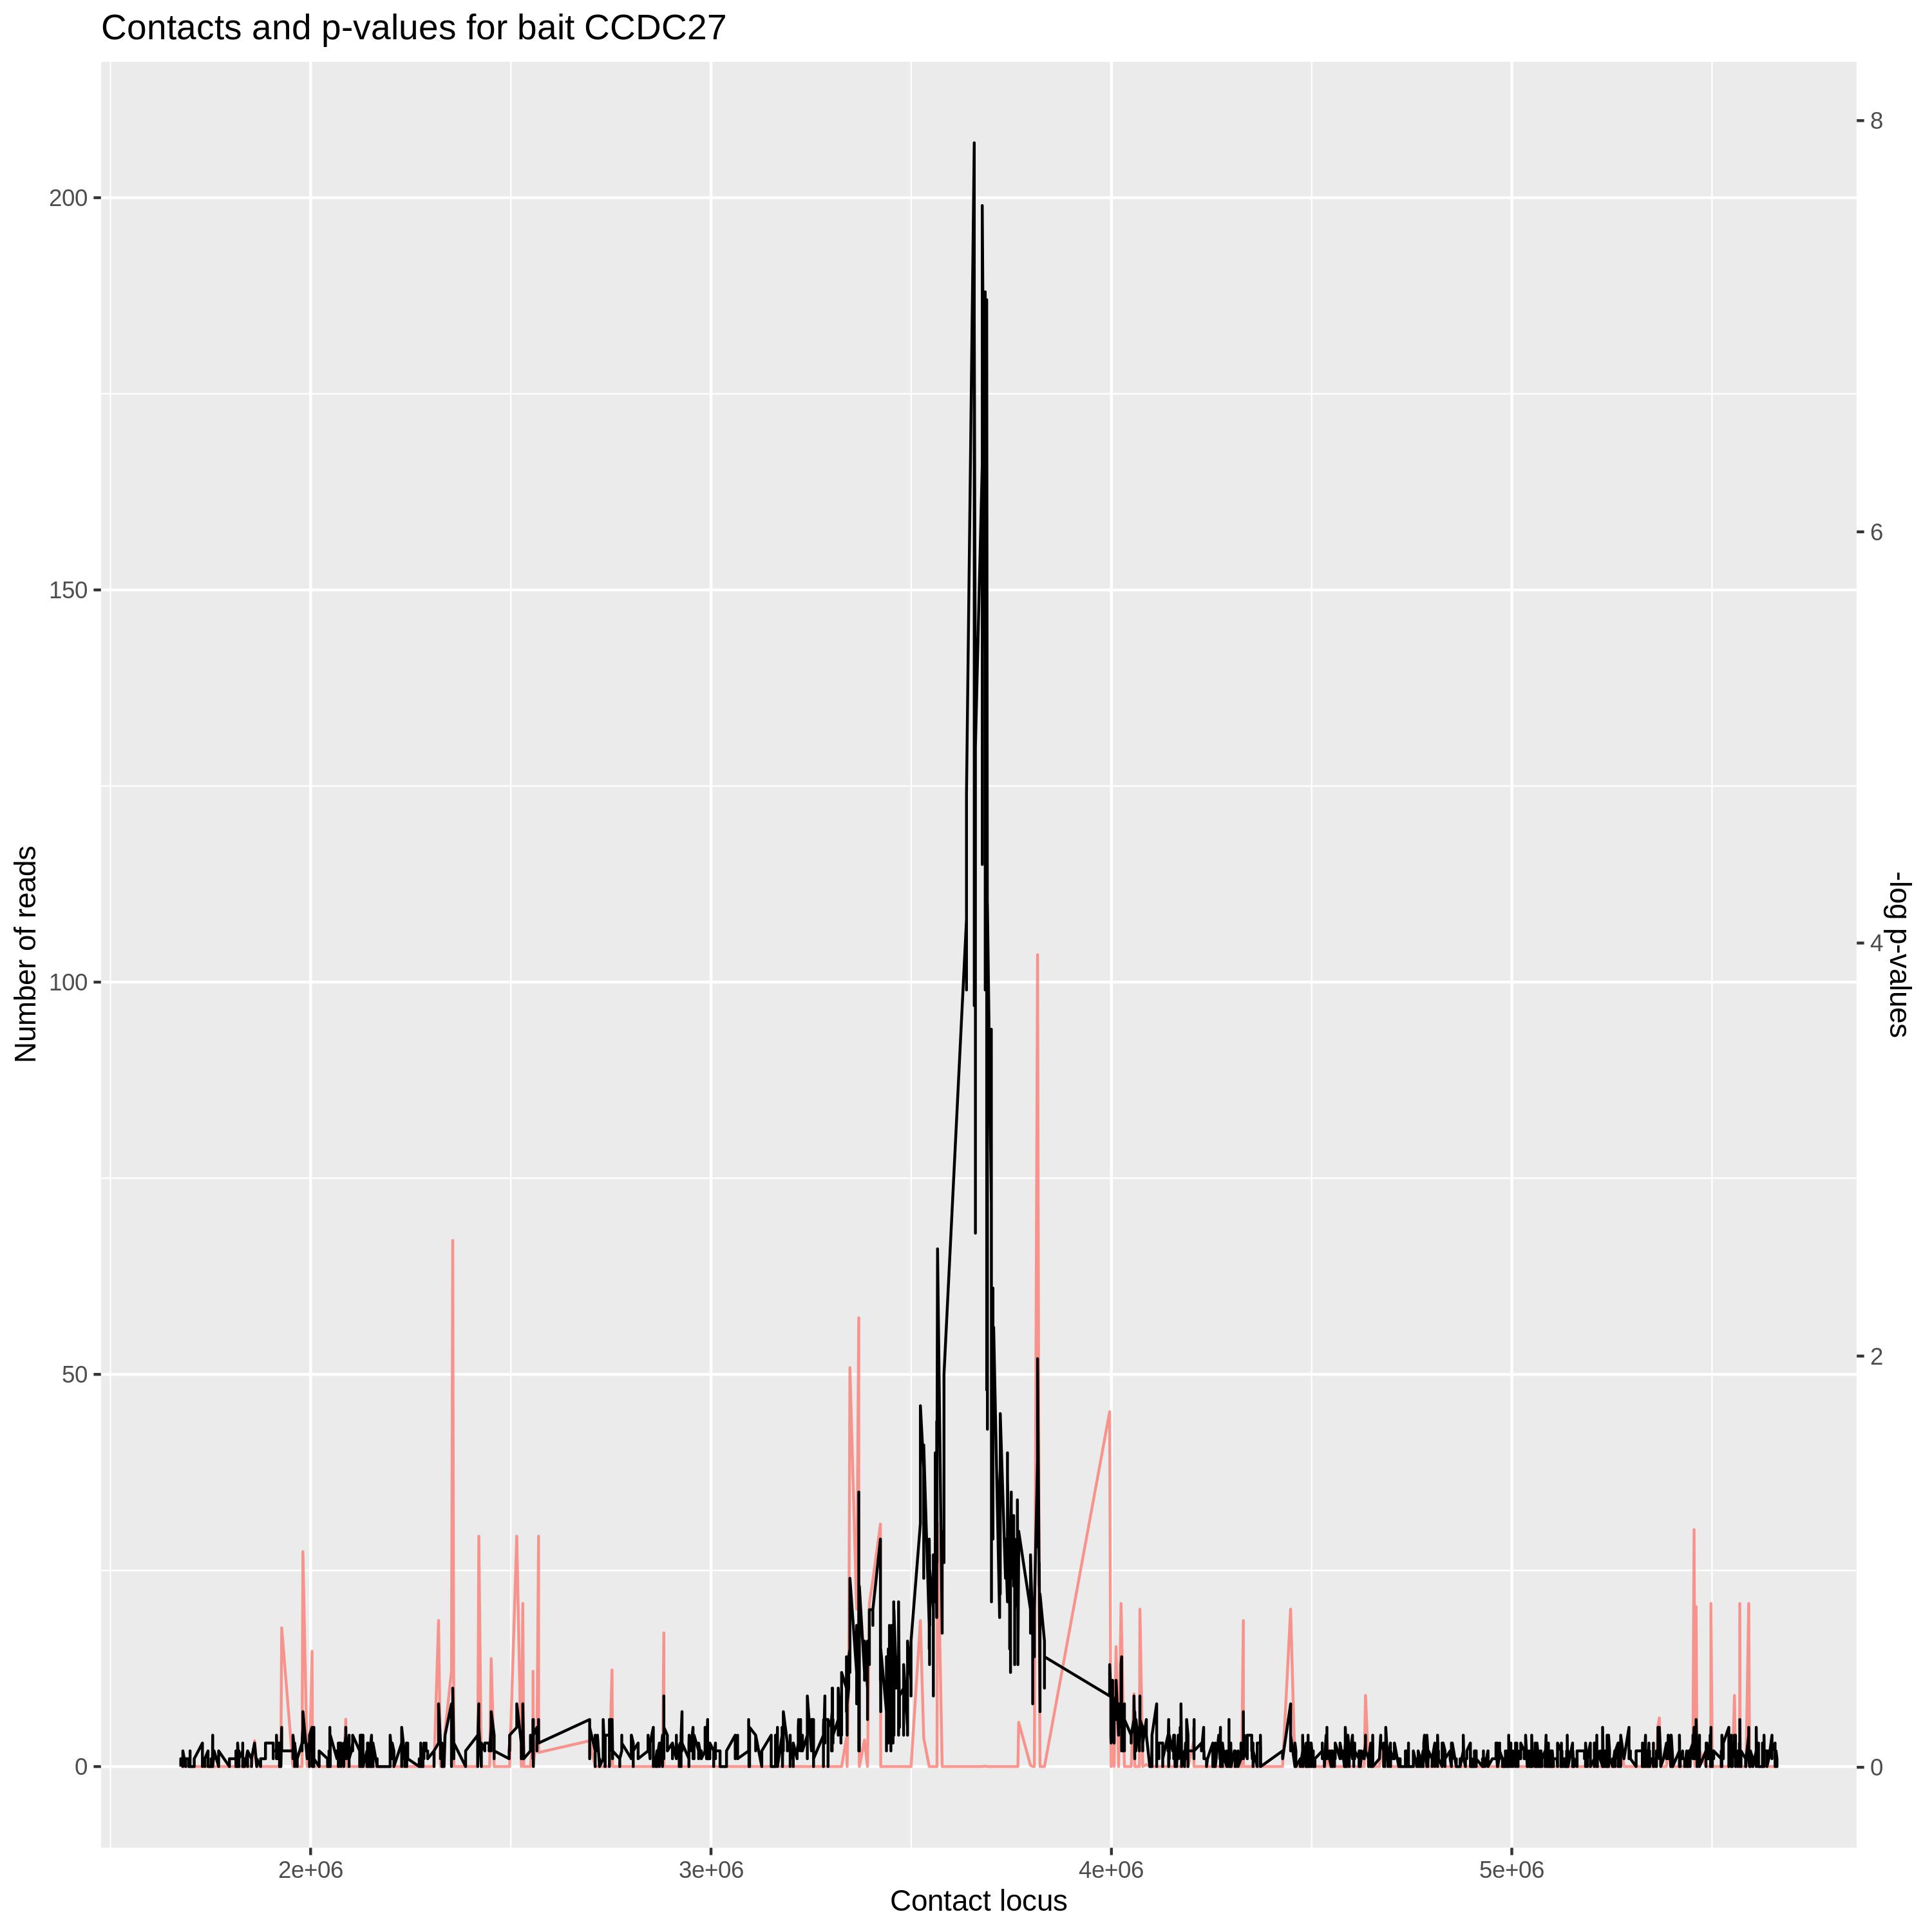 Contacts and p-values for bait CCDC27
Number of reads
200
150
100
50
0
8
6
4
2
0
-log p-values
2e+06
3e+06
4e+06
5e+06
Contact locus